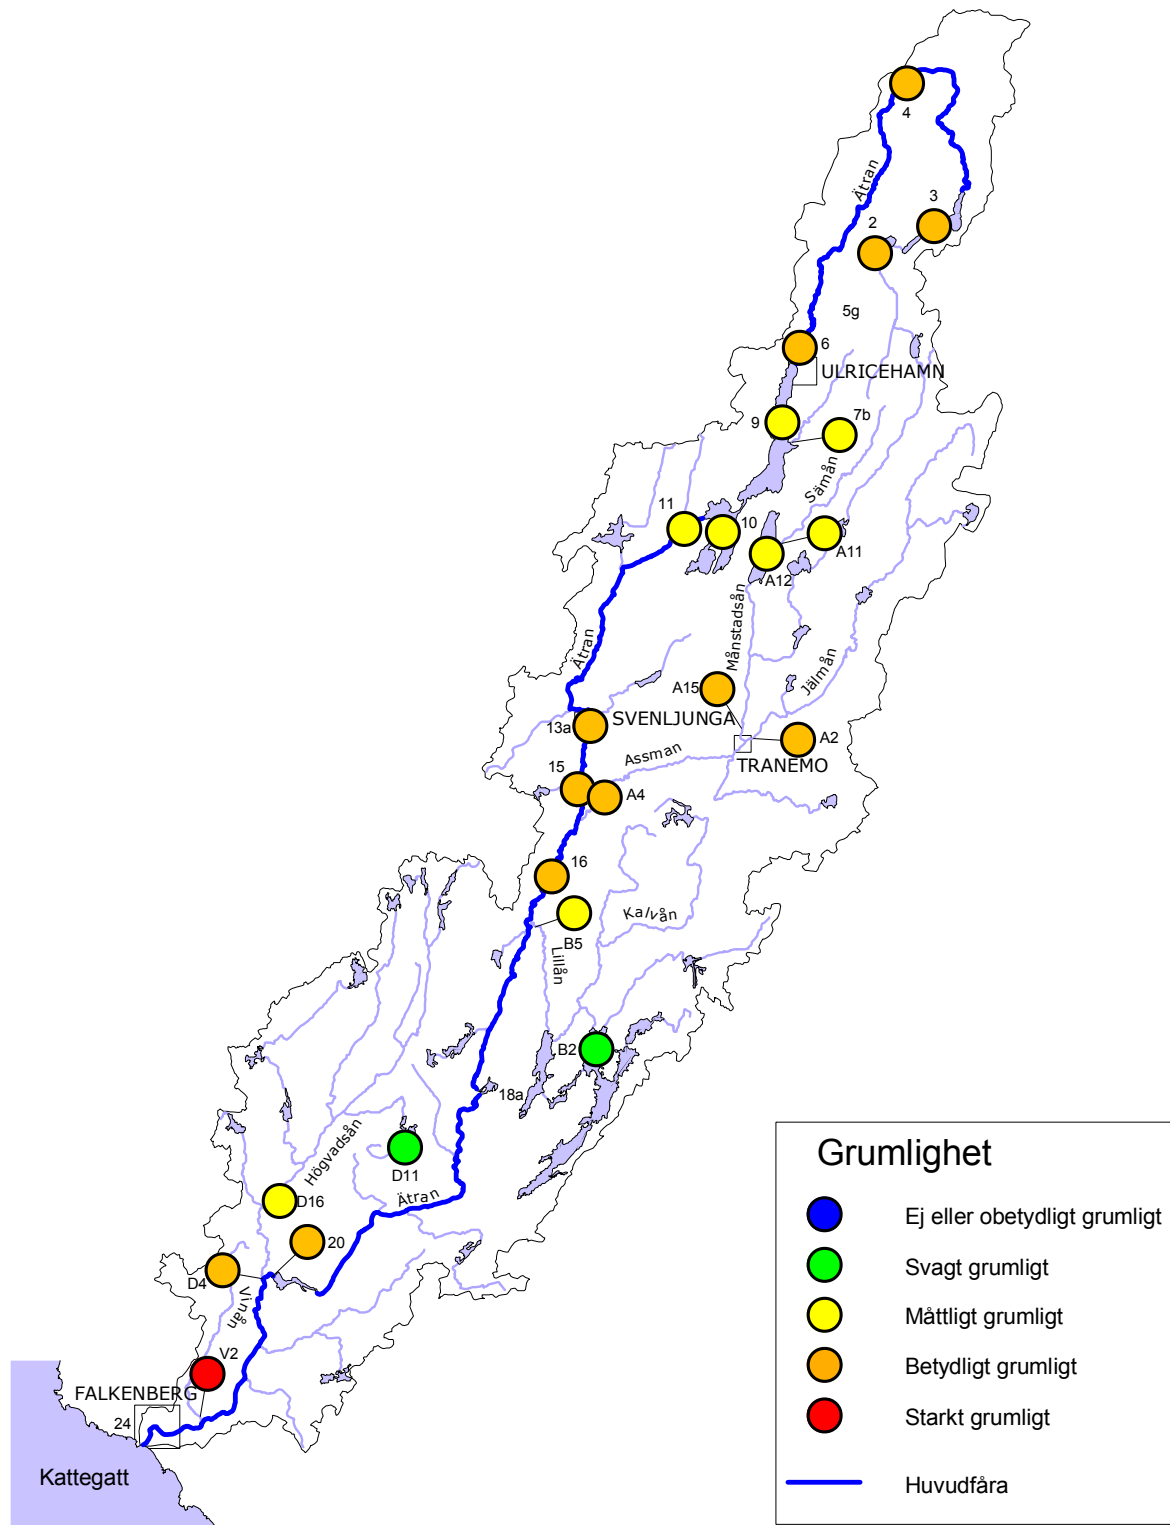 4
Ätran
3
2
5g
6
ULRICEHAMN
9
7b
Sämån
11
10
A11
A12
Månstadsån
Ätran
Jälmån
A15
13a
SVENLJUNGA
A2
Assman
TRANEMO
15
A4
16
Kalvån
B5
Lillån
B2
18a
Högvadsån
D11
Ätran
D16
20
D4
Vinån
V2
FALKENBERG
24
Kattegatt
Grumlighet
Ej eller obetydligt grumligt
Svagt grumligt
Måttligt grumligt
Betydligt grumligt
Starkt grumligt
Huvudfåra